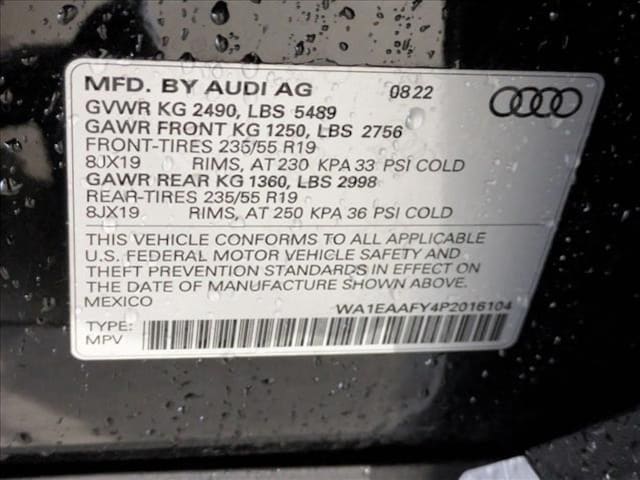 MFD. BY AUDI AG 0822
GVWR KG 2490, LBS 5489
GAWR FRONT KG 1250, LBS 2756
FRONT-TIRES 235/55 R19
8JX19 RIMS, AT 230 KPA 33 PSI COLD
GAWR REAR KG 1360, LBS 2998
REAR-TIRES 235/55 R19
8JX19 RIMS, AT 250 KPA 36 PSI COLD
THIS VEHICLE CONFORMS TO ALL APPLICABLE
U.S. FEDERAL MOTOR VEHICLE SAFETY AND
THEFT PREVENTION STANDARDS IN EFFECT ON
THE DATE OF MANUFACTURE SHOWN ABOVE.
MEXICO WA1EAAFY4P2016104
TYPE:
MPV